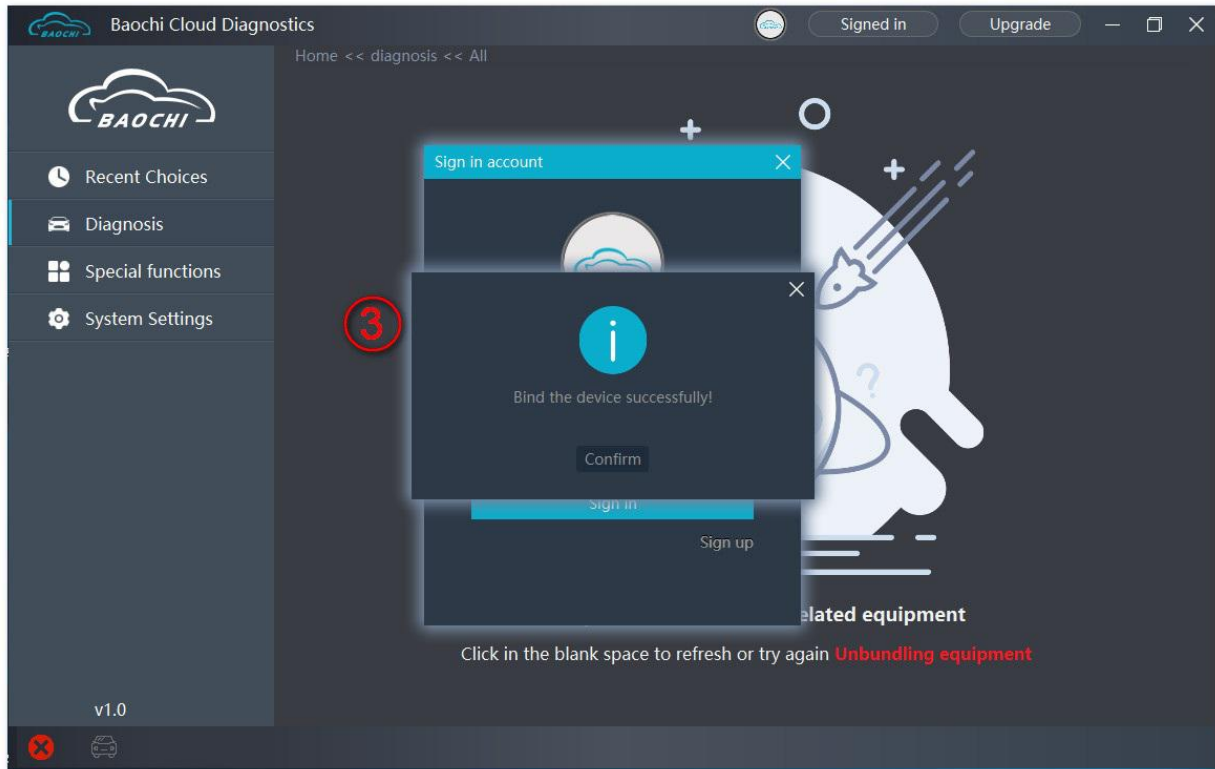 BAOCHI Baochi Cloud Diagnostics Signed in Upgrade
Home << diagnosis << All
BAOCHI
Sign in account
Recent Choices
Diagnosis
Special functions
System Settings
3
i
?
Bind the device successfully!
Confirm
Sign in
Sign up
elated equipment
Click in the blank space to refresh or try again Unbundling equipment
v1.0